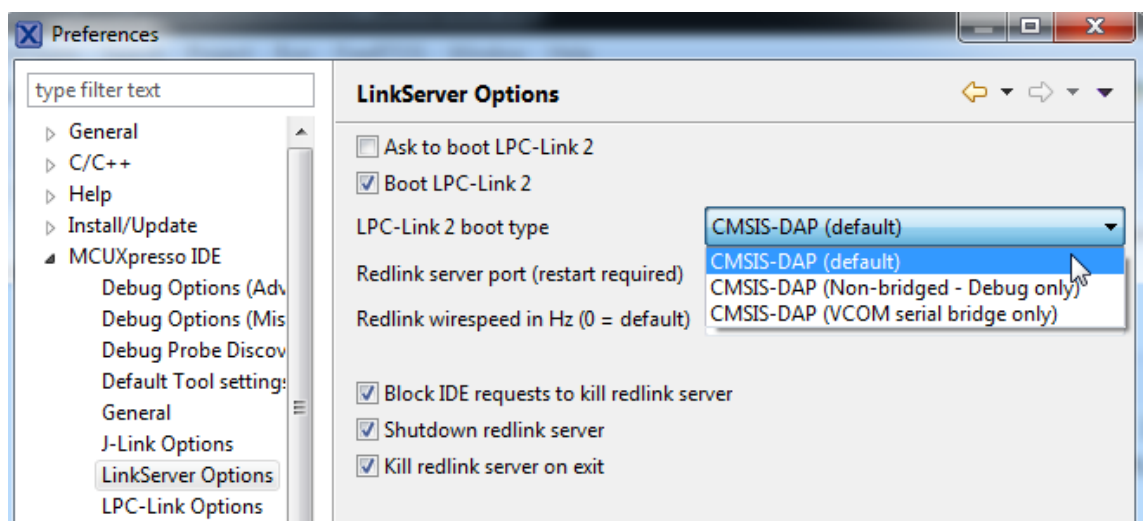 Preferences
type filter text
General
C/C++
Help
Install/Update
MCUXpresso IDE
Debug Options (Adv
Debug Options (Mis
Debug Probe Discov
Default Tool settings
General
J-Link Options
LinkServer Options
LPC-Link Options
LinkServer Options
Ask to boot LPC-Link 2
Boot LPC-Link 2
LPC-Link 2 boot type CMSIS-DAP (default)
CMSIS-DAP (default)
Redlink server port (restart required)
CMSIS-DAP (Non-bridged - Debug only)
Redlink wirespeed in Hz (0 = default)
CMSIS-DAP (VCOM serial bridge only)
Block IDE requests to kill redlink server
Shutdown redlink server
Kill redlink server on exit